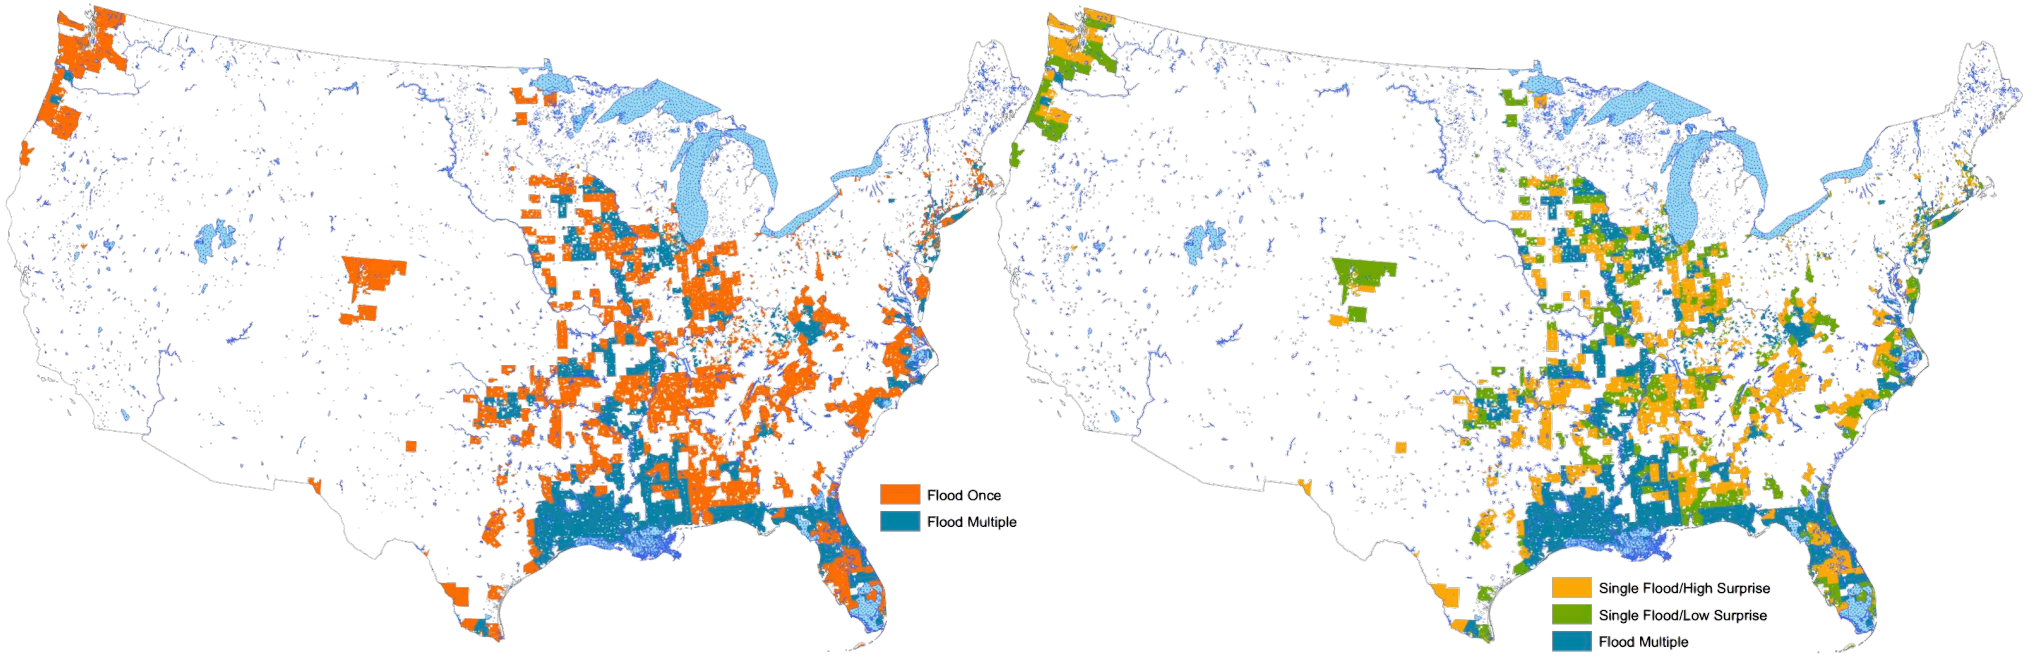 Flood Once
Flood Multiple
Single Flood/High Surprise
Single Flood/Low Surprise
Flood Multiple